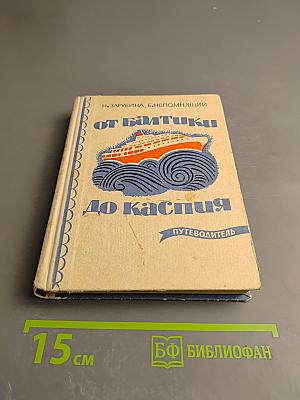 Н. ЗАРУБИНА, Б. НЕПОМНЯЩИЙ
ОТ БАЛТИКИ
ДО КАСПИЯ
ПУТЕВОДИТЕЛЬ
15 СМ
БФ БИБЛИОФАН